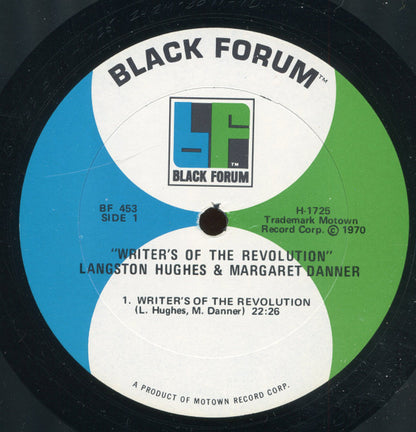 BLACK FORUM™
bf™
BLACK FORUM
BF 453
SIDE 1
H-1725
Trademark Motown
Record Corp. © 1970
"WRITER'S OF THE REVOLUTION"
LANGSTON HUGHES & MARGARET DANNER
1. WRITER'S OF THE REVOLUTION
(L. Hughes, M. Danner) 22:26
A PRODUCT OF MOTOWN RECORD CORP.